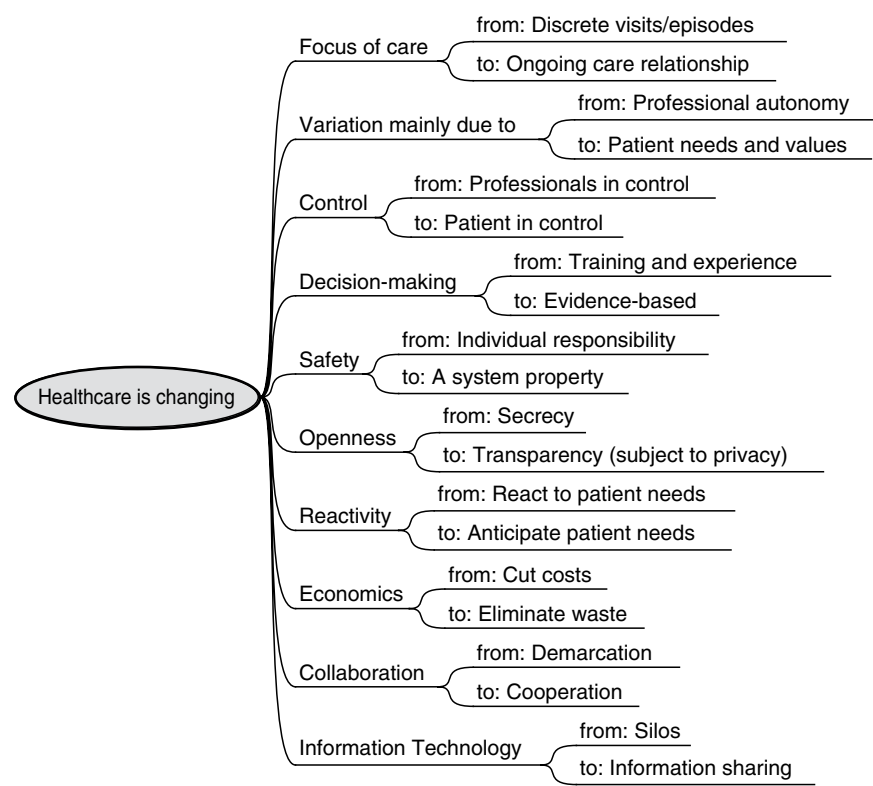 Healthcare is changing
Focus of care
from: Discrete visits/episodes
to: Ongoing care relationship
Variation mainly due to
from: Professional autonomy
to: Patient needs and values
Control
from: Professionals in control
to: Patient in control
Decision-making
from: Training and experience
to: Evidence-based
Safety
from: Individual responsibility
to: A system property
Openness
from: Secrecy
to: Transparency (subject to privacy)
Reactivity
from: React to patient needs
to: Anticipate patient needs
Economics
from: Cut costs
to: Eliminate waste
Collaboration
from: Demarcation
to: Cooperation
Information Technology
from: Silos
to: Information sharing